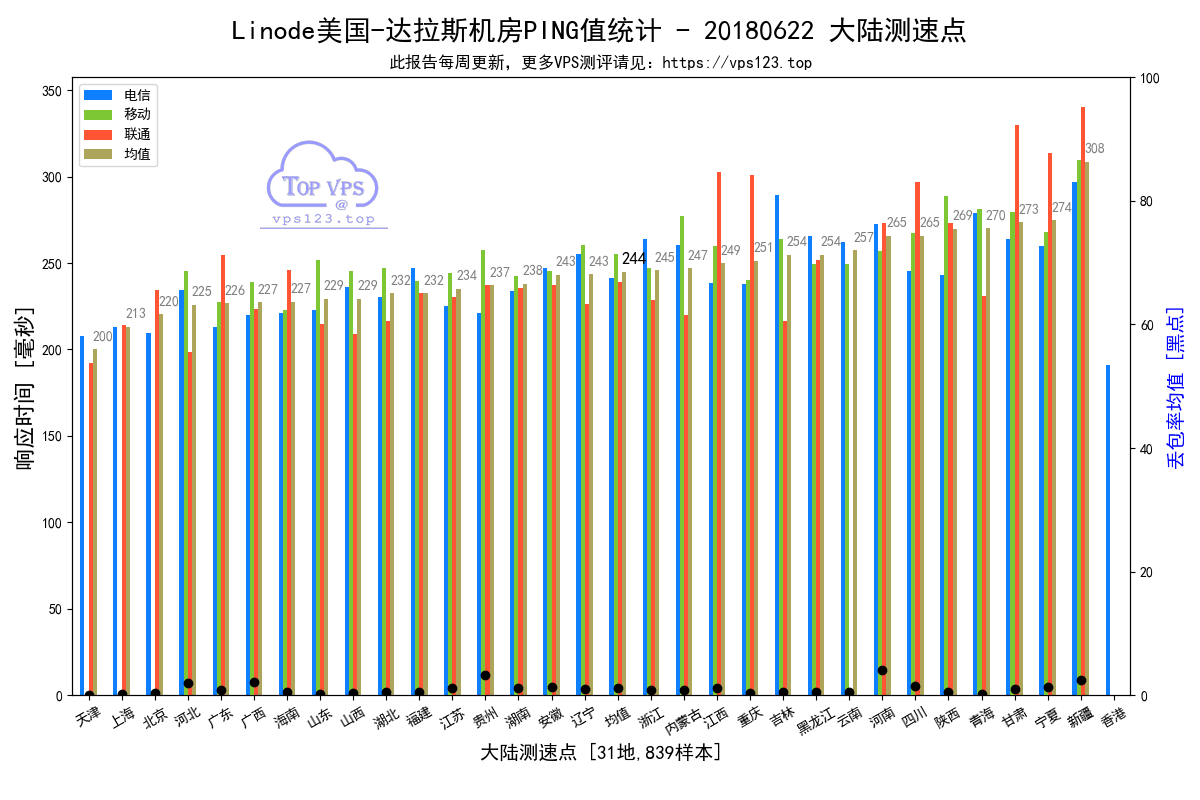 Linode美国-达拉斯机房PING值统计 - 20180622 大陆测速点
此报告每周更新，更多VPS测评请见：https://vps123.top
电信
移动
联通
均值
TOP VPS
@
vps123.top
响应时间 [毫秒]
350
300
250
200
150
100
50
0
200
213
220
225
226
227
227
229
229
232
232
234
237
238
243
243
244
245
247
249
251
254
254
257
265
265
269
270
273
274
308
100
80
60
40
20
0
丢包率均值 [黑点]
天津
上海
北京
河北
广东
广西
海南
山东
山西
湖北
福建
江苏
贵州
湖南
安徽
辽宁
均值
浙江
内蒙古
江西
重庆
吉林
黑龙江
云南
河南
四川
陕西
青海
甘肃
宁夏
新疆
香港
大陆测速点 [31地,839样本]